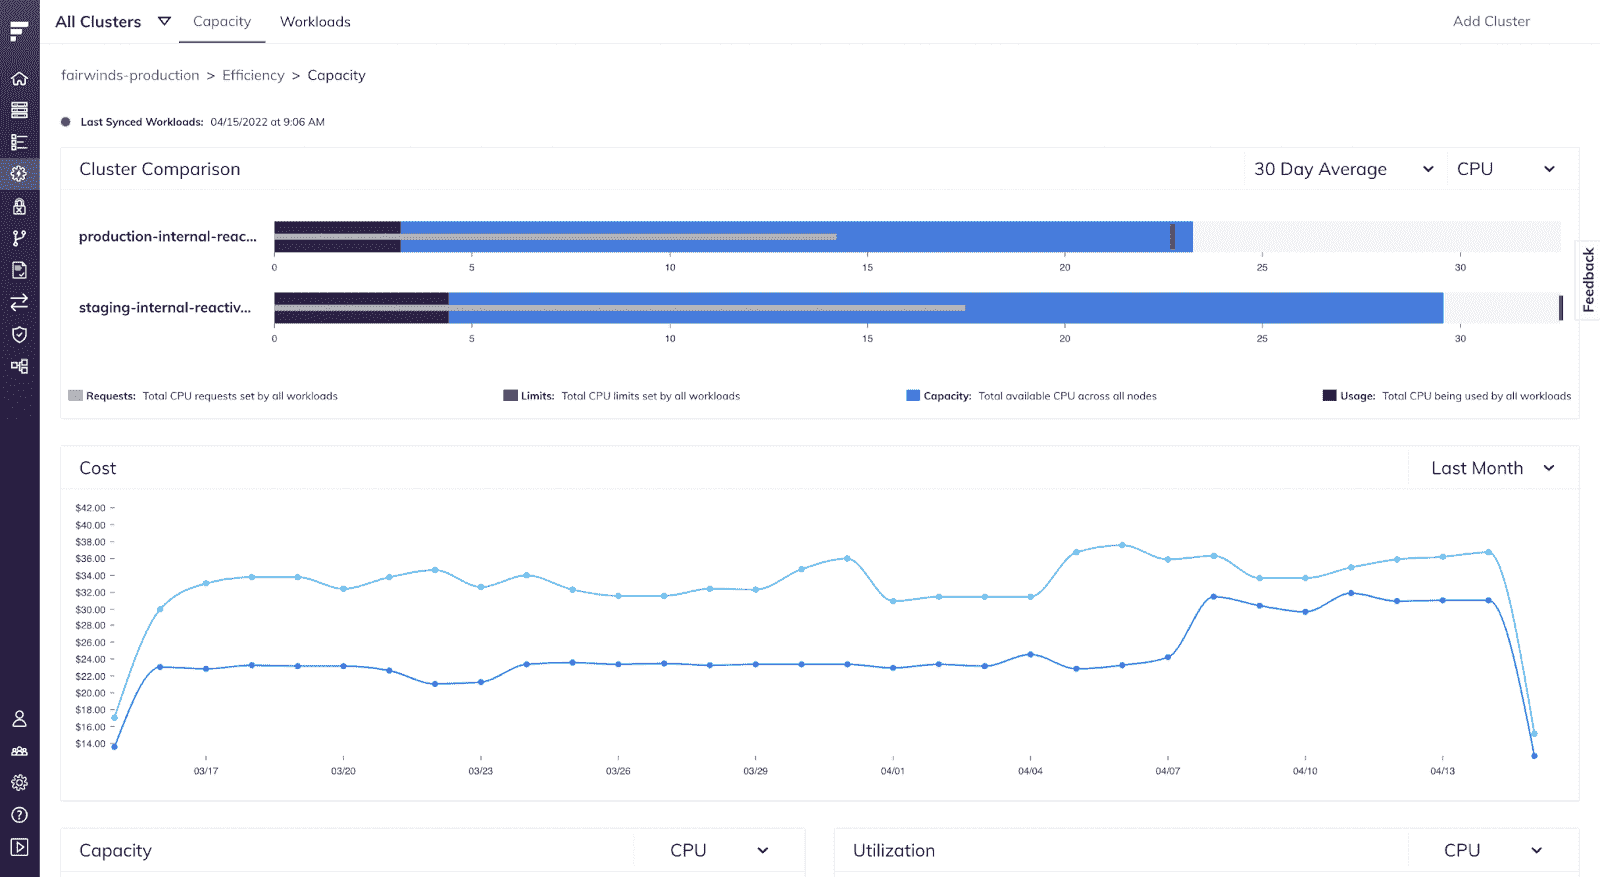 All Clusters Capacity Workloads Add Cluster
fairwinds-production > Efficiency > Capacity
Last Synced Workloads: 04/15/2022 at 9:06 AM
Cluster Comparison 30 Day Average CPU
production-internal-reac...
0 5 10 15 20 25 30
staging-internal-reactiv...
0 5 10 15 20 25 30
Requests: Total CPU requests set by all workloads Limits: Total CPU limits set by all workloads Capacity: Total available CPU across all nodes Usage: Total CPU being used by all workloads
Feedback
Cost Last Month
$42.00
$40.00
$38.00
$36.00
$34.00
$32.00
$30.00
$28.00
$26.00
$24.00
$22.00
$20.00
$18.00
$16.00
$14.00
03/17 03/20 03/23 03/26 03/29 04/01 04/04 04/07 04/10 04/13
Capacity CPU
Utilization CPU